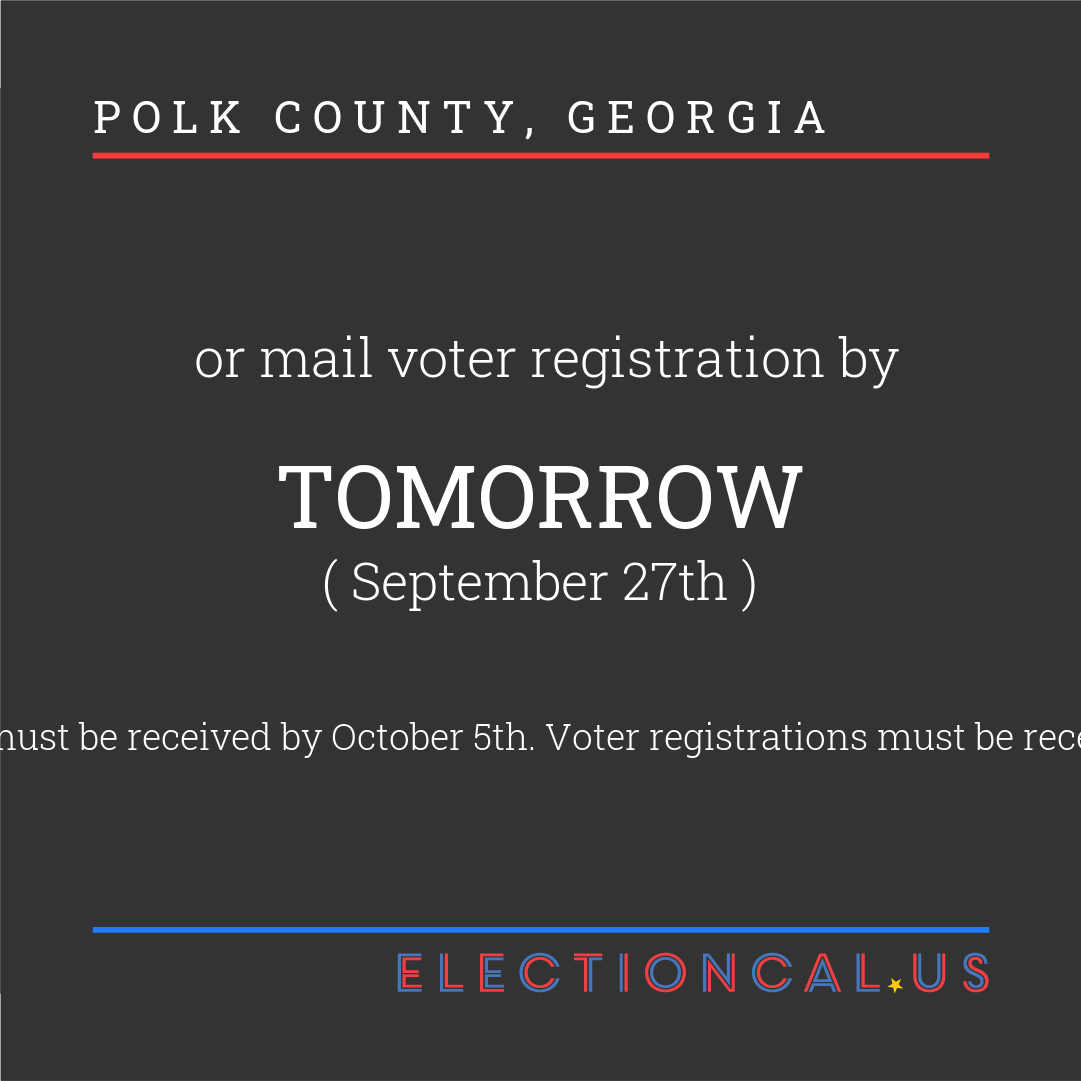 POLK COUNTY, GEORGIA
or mail voter registration by
TOMORROW
( September 27th )
must be received by October 5th. Voter registrations must be
ELECTIONCAL.US